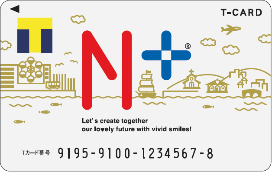 T-CARD
T
N+
®
Let's create together
our lovely future with vivid smiles!
Tカード番号 9195-9100-1234567-8